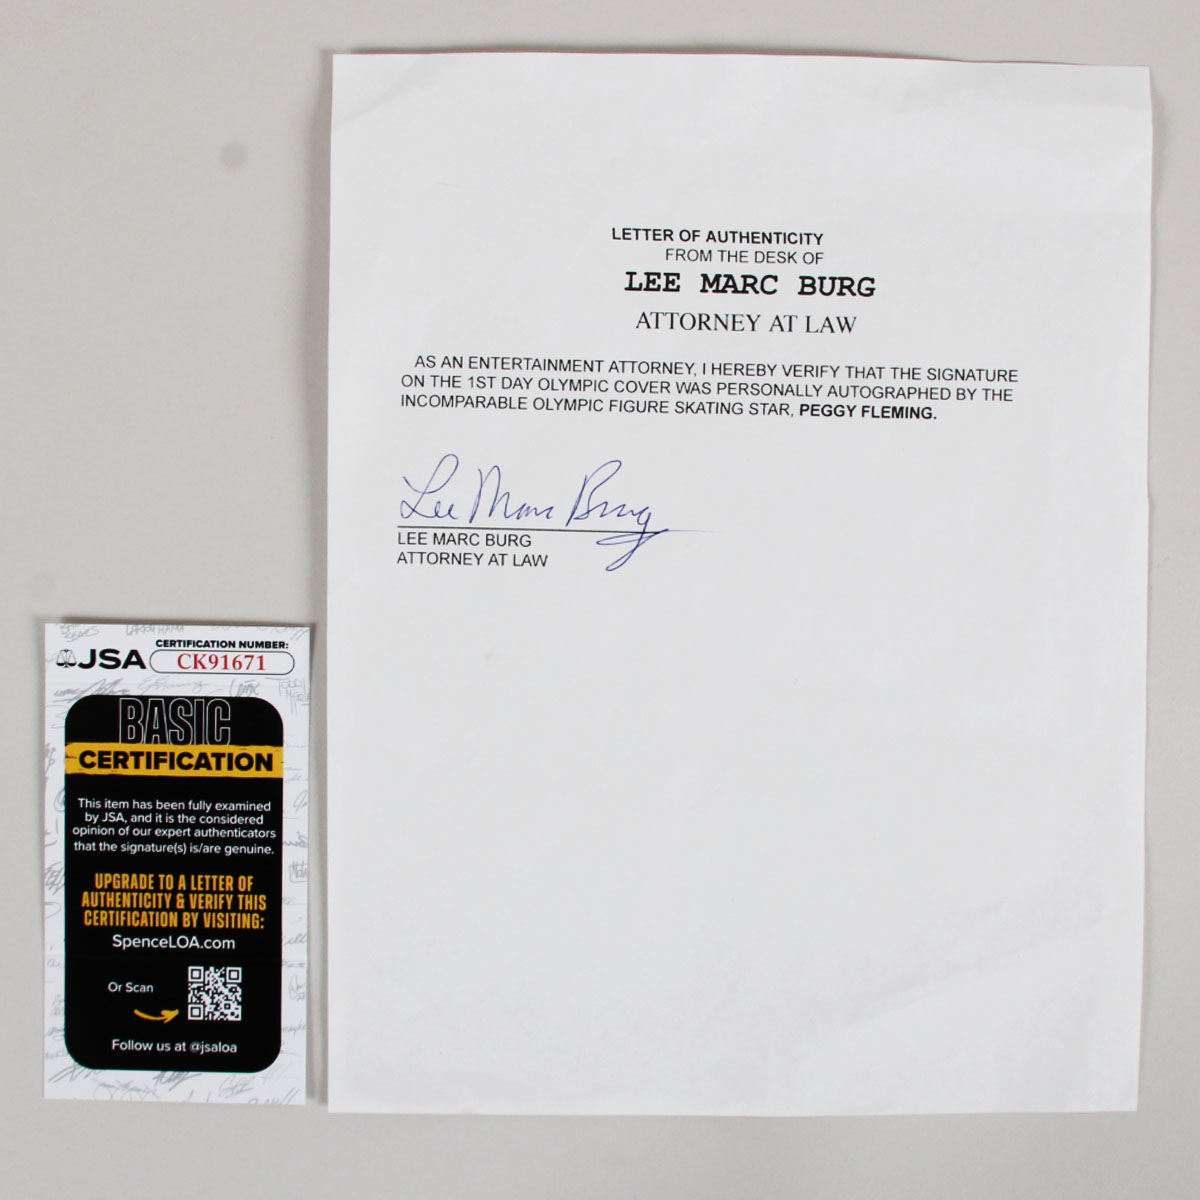 LETTER OF AUTHENTICITY
FROM THE DESK OF
LEE MARC BURG
ATTORNEY AT LAW
AS AN ENTERTAINMENT ATTORNEY, I HEREBY VERIFY THAT THE SIGNATURE
ON THE 1ST DAY OLYMPIC COVER WAS PERSONALLY AUTOGRAPHED BY THE
INCOMPARABLE OLYMPIC FIGURE SKATING STAR, PEGGY FLEMING.
Lee Marc Burg
LEE MARC BURG
ATTORNEY AT LAW
CERTIFICATION NUMBER:
JSA CK91671
BASIC
CERTIFICATION
This item has been fully examined
by JSA, and it is the considered
opinion of our expert authenticators
that the signature(s) is/are genuine.
UPGRADE TO A LETTER OF
AUTHENTICITY & VERIFY THIS
CERTIFICATION BY VISITING:
SpenceLOA.com
Or Scan
Follow us at @jsaloa